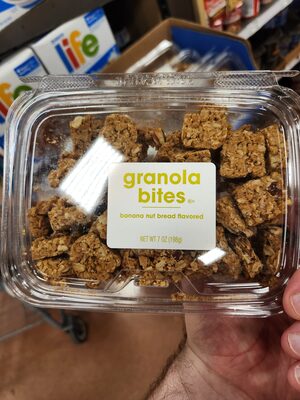 life
life
granola
bites
banana nut bread flavored
NET WT 7 OZ (198g)